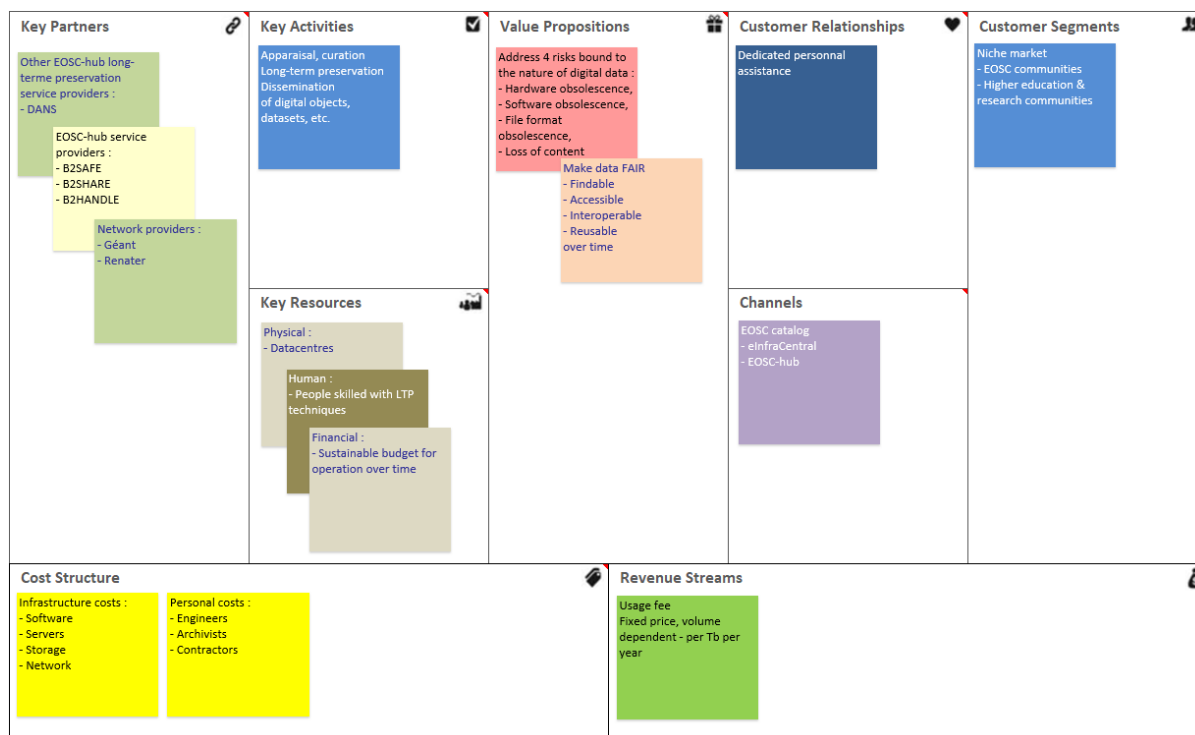 Key Partners
Other EOSC-hub long-
terme preservation
service providers :
- DANS
EOSC-hub service
providers :
- B2SAFE
- B2SHARE
- B2HANDLE
Network providers :
- Géant
- Renater
Key Activities
Apparaisal, curation
Long-term preservation
Dissemination
of digital objects,
datasets, etc.
Key Resources
Physical :
- Datacentres
Human :
- People skilled with LTP
techniques
Financial :
- Sustainable budget for
operation over time
Value Propositions
Address 4 risks bound to
the nature of digital data :
- Hardware obsolescence,
- Software obsolescence,
- File format
obsolescence,
- Loss of content
Make data FAIR
- Findable
- Accessible
- Interoperable
- Reusable
over time
Customer Relationships
Dedicated personnal
assistance
Channels
EOSC catalog
- eInfraCentral
- EOSC-hub
Customer Segments
Niche market
- EOSC communities
- Higher education &
research communities
Cost Structure
Infrastructure costs :
- Software
- Servers
- Storage
- Network
Personal costs :
- Engineers
- Archivists
- Contractors
Revenue Streams
Usage fee
Fixed price, volume
dependent - per Tb per
year